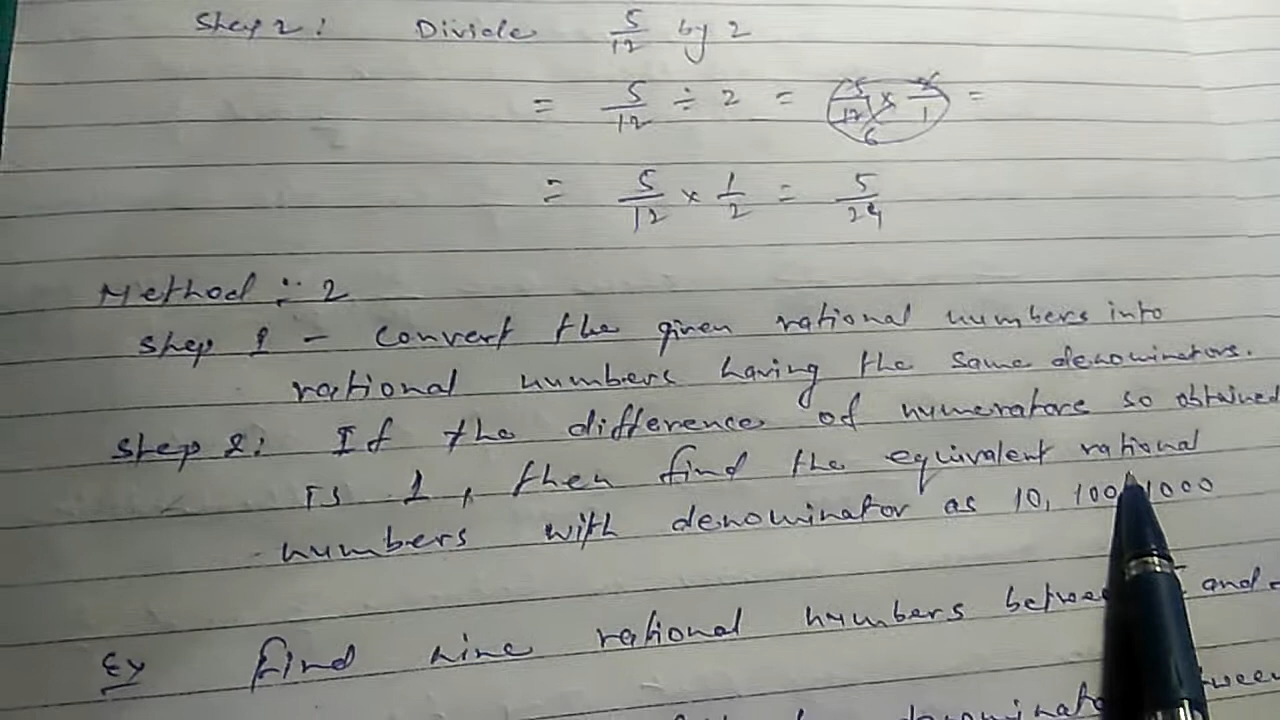 Step 2: Divide 5/12 by 2
= 5/12 ÷ 2 = 5/12 × 2/1 =
6
= 5/12 × 1/2 = 5/24
Method :- 2
Step 1 - Convert the given rational numbers into
rational numbers having the same denominators.
Step 2: If the difference of numerators so obtained
is 1, then find the equivalent rational
numbers with denominator as 10, 100, 1000
Ex Find nine rational numbers and